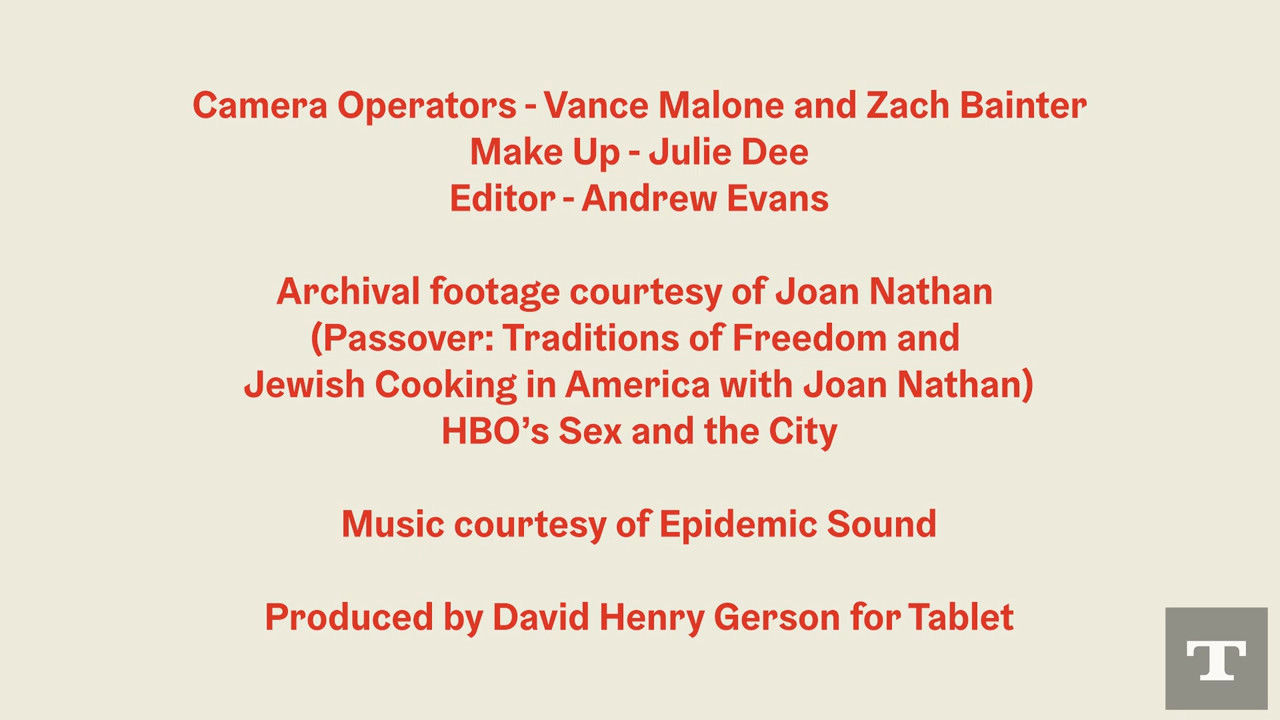 Camera Operators - Vance Malone and Zach Bainter
Make Up - Julie Dee
Editor - Andrew Evans
Archival footage courtesy of Joan Nathan
(Passover: Traditions of Freedom and
Jewish Cooking in America with Joan Nathan)
HBO’s Sex and the City
Music courtesy of Epidemic Sound
Produced by David Henry Gerson for Tablet
T